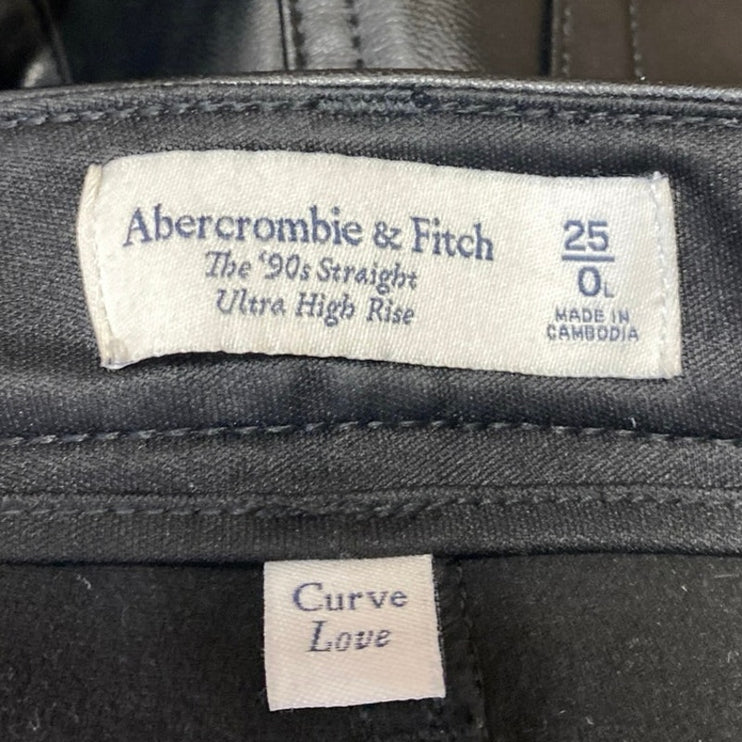 Abercrombie & Fitch
The '90s Straight
Ultra High Rise
25
0L
MADE IN
CAMBODIA
Curve
Love